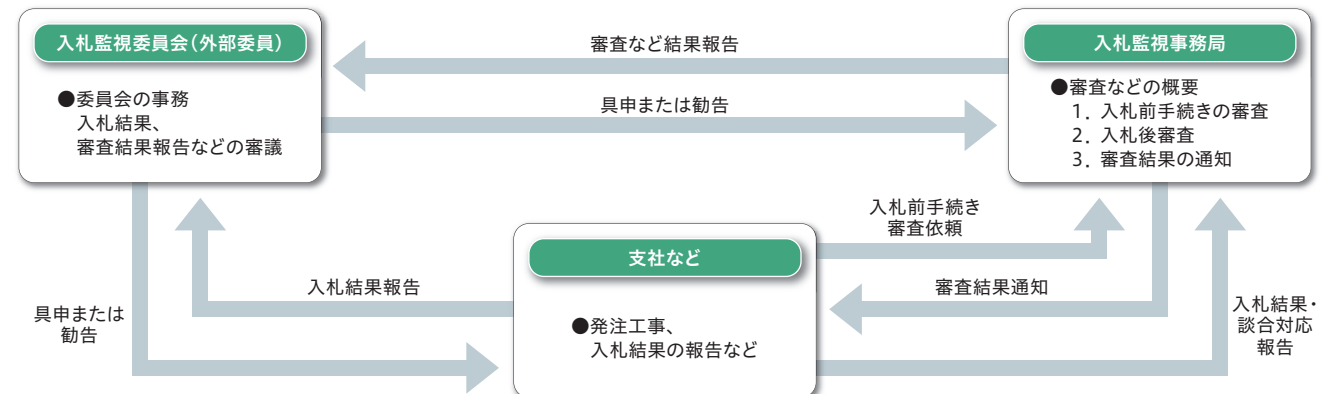 入札監視委員会(外部委員)
●委員会の事務
入札結果、
審査結果報告などの審議
審査など結果報告
具申または勧告
入札監視事務局
●審査などの概要
1. 入札前手続きの審査
2. 入札後審査
3. 審査結果の通知
具申または
勧告
入札結果報告
支社など
●発注工事、
入札結果の報告など
入札前手続き
審査依頼
審査結果通知
入札結果・
談合対応
報告